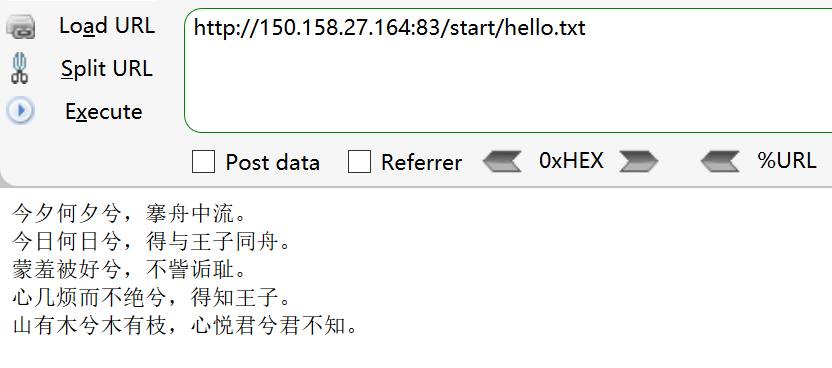 Load URL
http://150.158.27.164:83/start/hello.txt
Split URL
Execute
Post data
Referrer
0xHEX
%URL
今夕何夕兮，搴舟中流。
今日何日兮，得与王子同舟。
蒙羞被好兮，不訾诟耻。
心几烦而不绝兮，得知王子。
山有木兮木有枝，心悦君兮君不知。